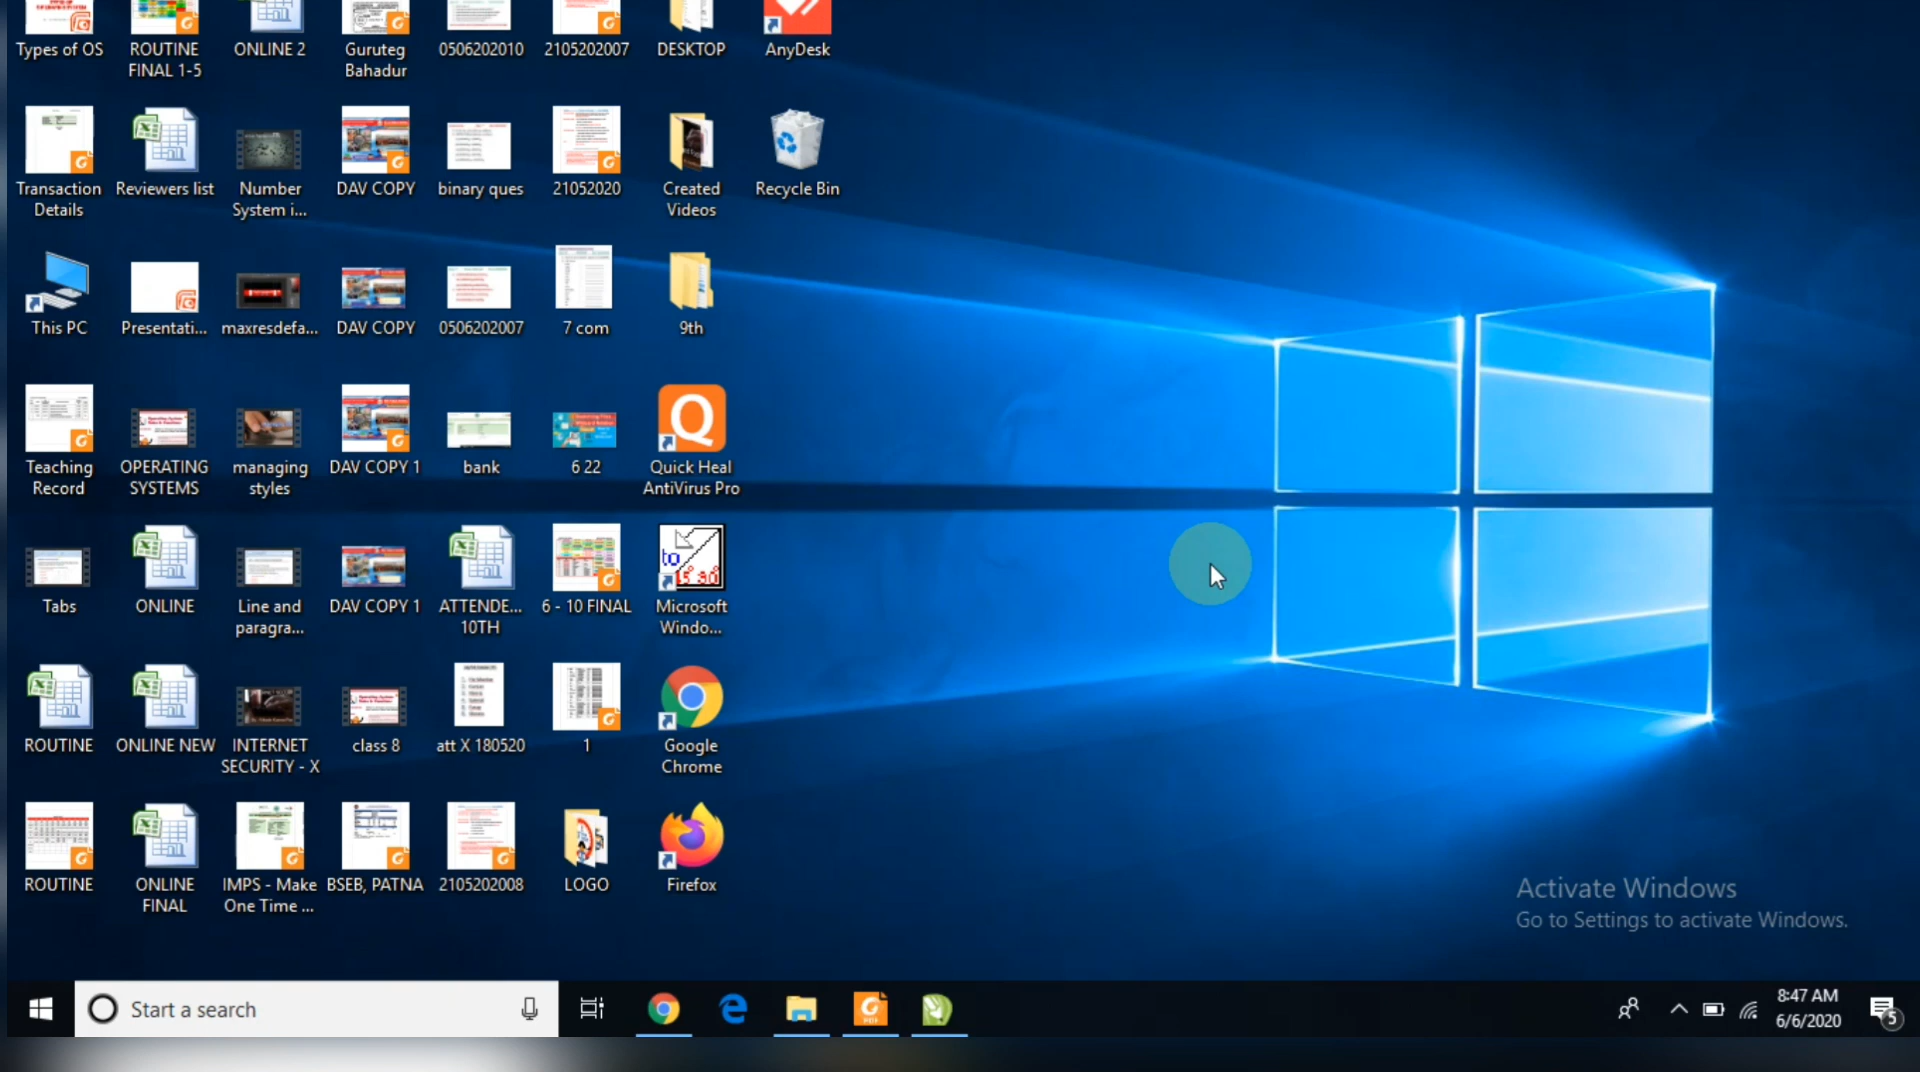 Types of OS
ROUTINE
FINAL 1-5
ONLINE 2
Guruteg
Bahadur
0506202010
2105202007
DESKTOP
AnyDesk
Transaction
Details
Reviewers list
Number
System i...
DAV COPY
binary ques
21052020
Created
Videos
Recycle Bin
This PC
Presentati...
maxresdefa...
DAV COPY
0506202007
7 com
9th
Teaching
Record
OPERATING
SYSTEMS
managing
styles
DAV COPY 1
bank
6 22
Quick Heal
AntiVirus Pro
Tabs
ONLINE
Line and
paragra...
DAV COPY 1
ATTENDE...
10TH
6 - 10 FINAL
Microsoft
Windo...
ROUTINE
ONLINE NEW
INTERNET
SECURITY - X
class 8
att X 180520
1
Google
Chrome
ROUTINE
ONLINE
FINAL
IMPS - Make
One Time ...
BSEB, PATNA
2105202008
LOGO
Firefox
Activate Windows
Go to Settings to activate Windows.
Start a search
8:47 AM
6/6/2020
5